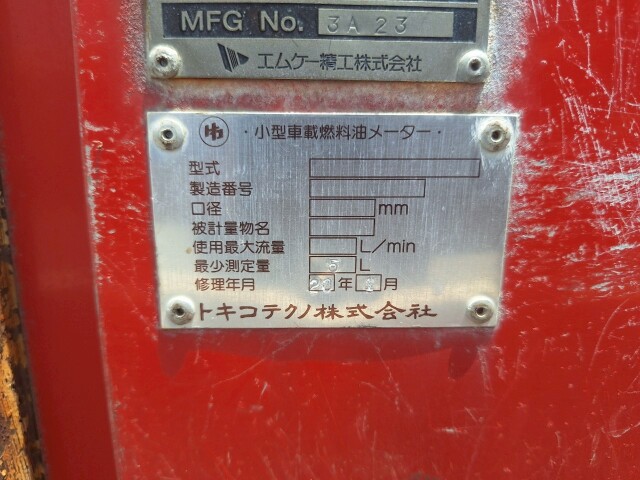 MFG No. 3A23
エムケー精工株式会社
・小型車載燃料油メーター・
型式
製造番号
口径 mm
被計量物名
使用最大流量 L/min
最少測定量 5 L
修理年月 年 月
トキコテクノ株式会社